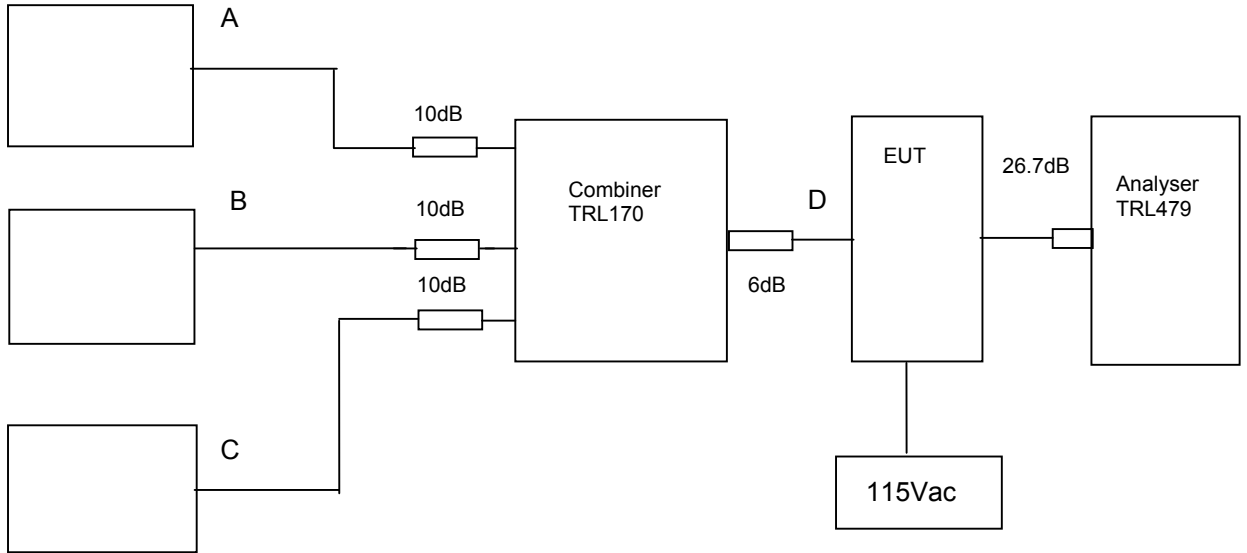 A
10dB
B
10dB
10dB
C
Combiner
TRL170
6dB
D
EUT
26.7dB
Analyser
TRL479
115Vac